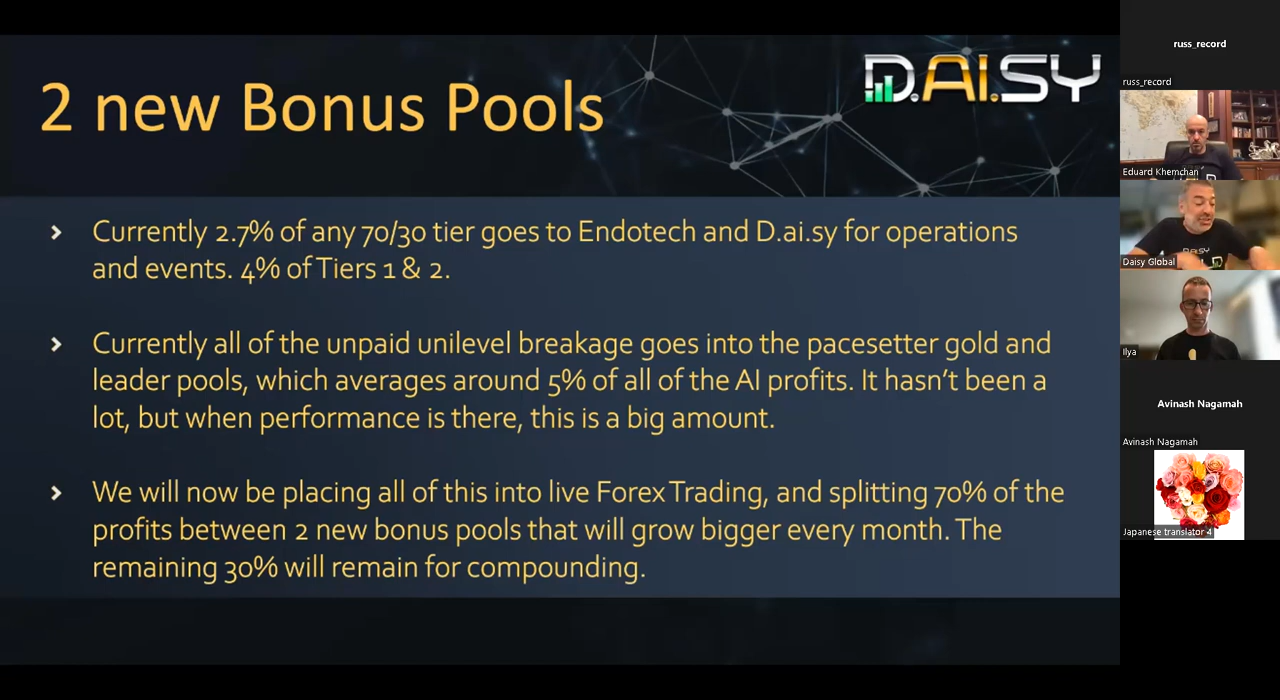 2 new Bonus Pools
D.AI.SY
Currently 2.7% of any 70/30 tier goes to Endotech and D.ai.sy for operations
and events. 4% of Tiers 1 & 2.
Currently all of the unpaid unilevel breakage goes into the pacesetter gold and
leader pools, which averages around 5% of all of the AI profits. It hasn't been a
lot, but when performance is there, this is a big amount.
We will now be placing all of this into live Forex Trading, and splitting 70% of the
profits between 2 new bonus pools that will grow bigger every month. The
remaining 30% will remain for compounding.
russ_record
russ_record
Eduard Khemchan
DAISY
Daisy Global
Ilya
Avinash Nagamah
Avinash Nagamah
Japanese translator 4